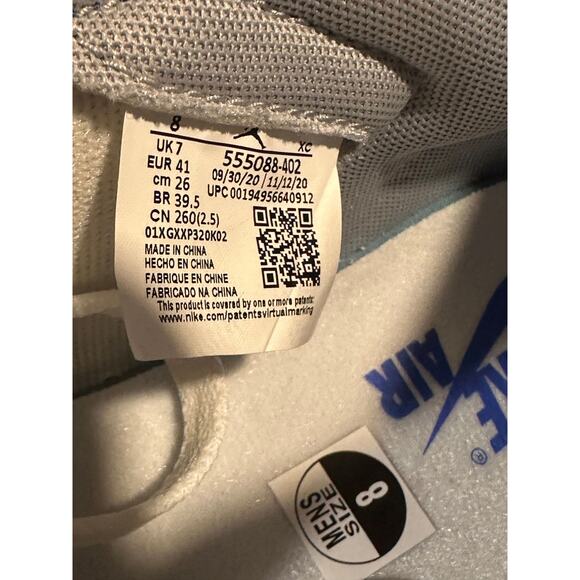 8 XC
UK 7 555088-402
EUR 41 09/30/20 11/12/20
cm 26 UPC 00194956640912
BR 39.5
CN 260(2.5)
01XGXXP320K02
MADE IN CHINA
HECHO EN CHINA
FABRIQUE EN CHINE
FABRICADO NA CHINA
This product is covered by one or more patents:
www.nike.com/patentsvirtualmarking
AIR
®
MENS
8
SIZE